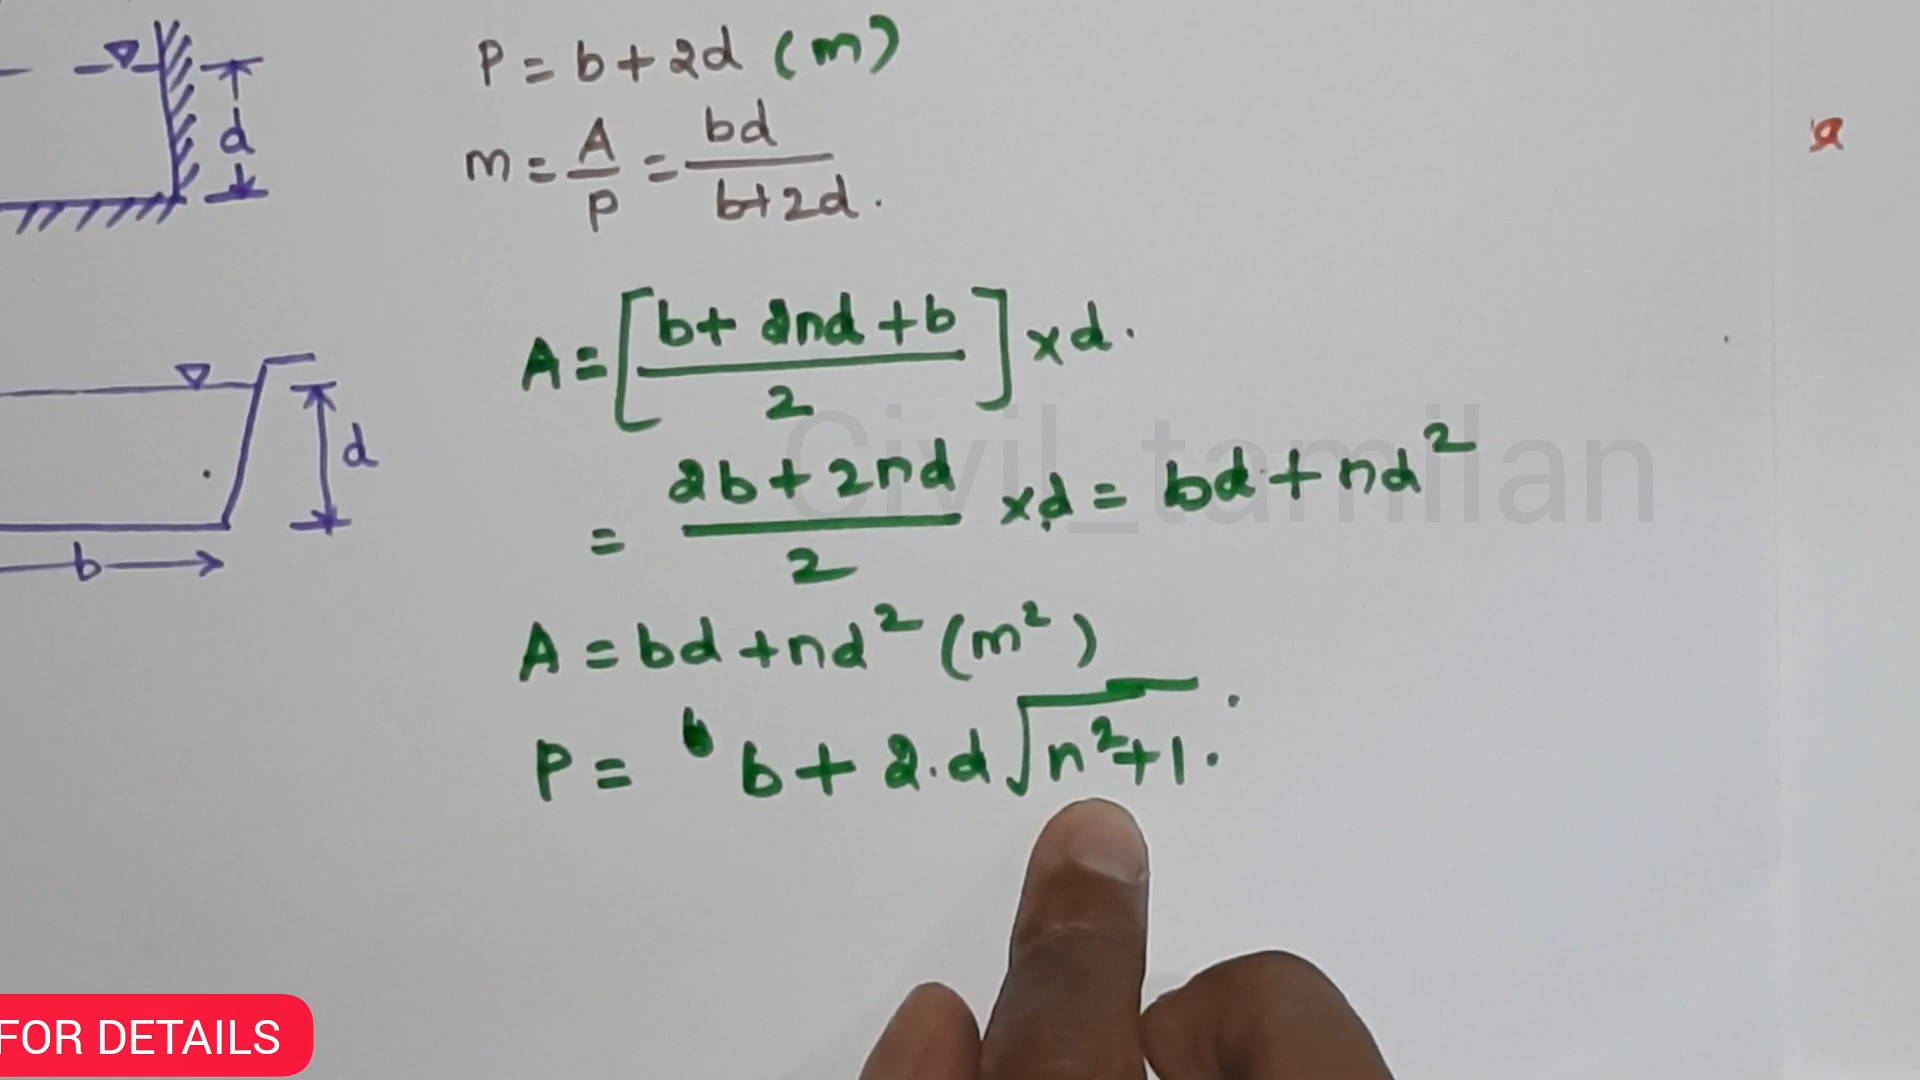 P = b + 2d (m)
d
m = A/P = bd/b+2d.
a
A = [b + 2nd + b / 2] × d.
= 2b + 2nd / 2 × d = bd + nd²
d
b
Civil_tamilan
A = bd + nd² (m²)
P = b b + 2.d √n²+1.
FOR DETAILS